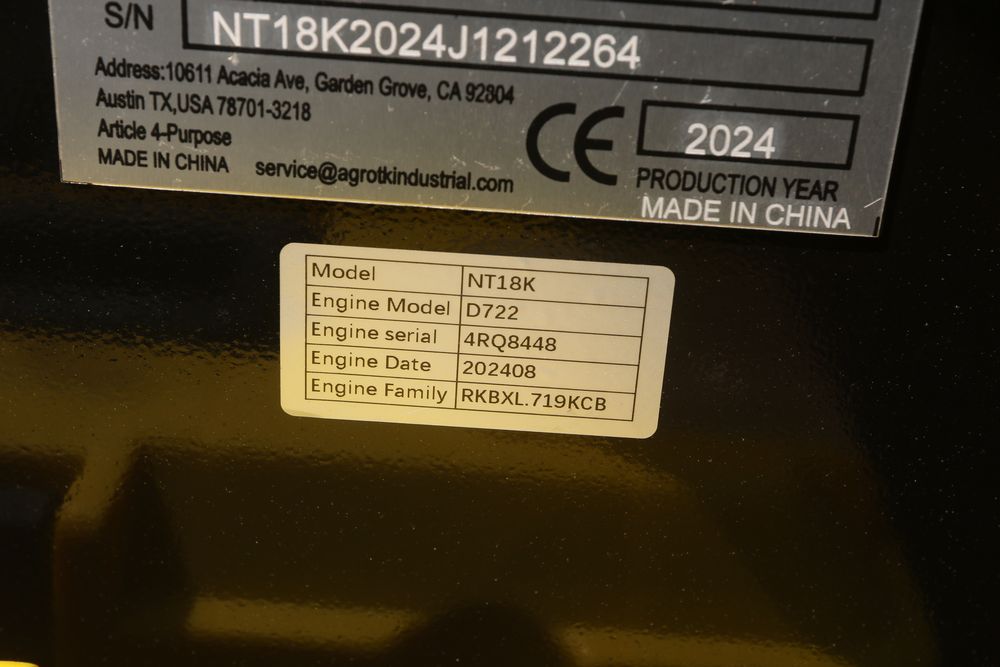 S/N NT18K2024J1212264
Address:10611 Acacia Ave, Garden Grove, CA 92804
Austin TX,USA 78701-3218
Article 4-Purpose
MADE IN CHINA service@agrotkindustrial.com
CE 2024
PRODUCTION YEAR
MADE IN CHINA
Model NT18K
Engine Model D722
Engine serial 4RQ8448
Engine Date 202408
Engine Family RKBXL.719KCB